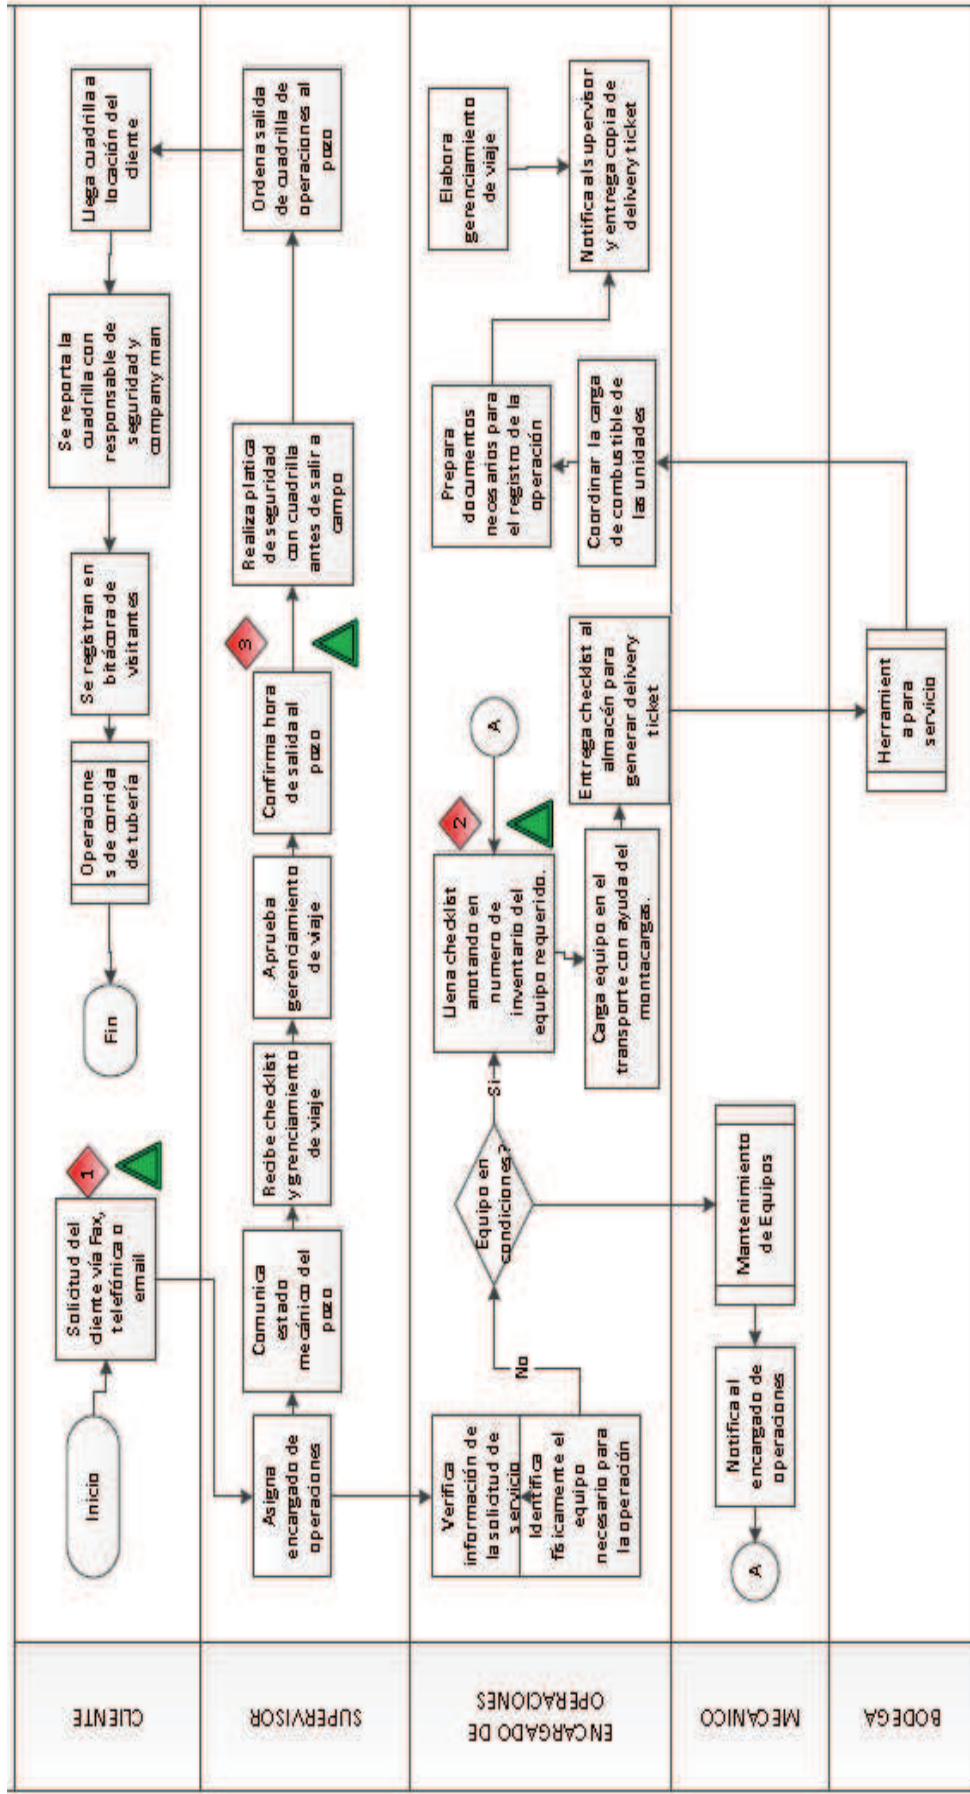 CLIENTE
Inicio
Solicitud del
cliente vía Fax,
telefónica o
email
1
Fin
Operacione
s de corrida
de tubería
Se registran en
bitácora de
visitantes
Se reporta la
cuadrilla con
responsable de
seguridad y
company man
Llega cuadrilla a
locación del
cliente
SUPERVISOR
Asigna
encargado de
operaciones
Comunica
estado
mecánico del
pozo
Recibe checklist
y grenciamiento
de viaje
Aprueba
gerenciamiento
de viaje
Confirma hora
de salida al
pozo
3
Realiza platica
de seguridad
con cuadrilla
antes de salir a
campo
Ordena salida
de cuadrilla de
operaciones al
pozo
ENCARGADO DE
OPERACIONES
Verifica
información de
la solicitud de
servicio
Identifica
físicamente el
equipo
necesario para
la operación
No
Equipo en
condiciones?
Si
Llena checklist
anotando en
numero de
inventario del
equipo requerido.
2
A
Carga equipo en el
transporte con ayuda del
montacargas.
Entrega checklist al
almacén para
generar delivery
ticket
Prepara
documentos
necesarios para
el registro de la
operación
Coordinar la carga
de combustible de
las unidades
Elabora
gerenciamiento
de viaje
Notifica al supervisor
y entrega copia de
delivery ticket
MECANICO
A
Notifica al
encargado de
operaciones
Mantenimiento
de Equipos
BODEGA
Herramient
a para
servicio